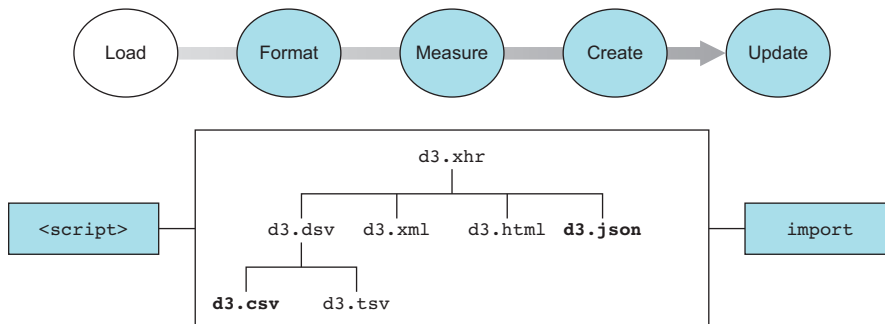 Load Format Measure Create Update
d3.xhr
<script> d3.dsv d3.xml d3.html d3.json import
d3.csv d3.tsv